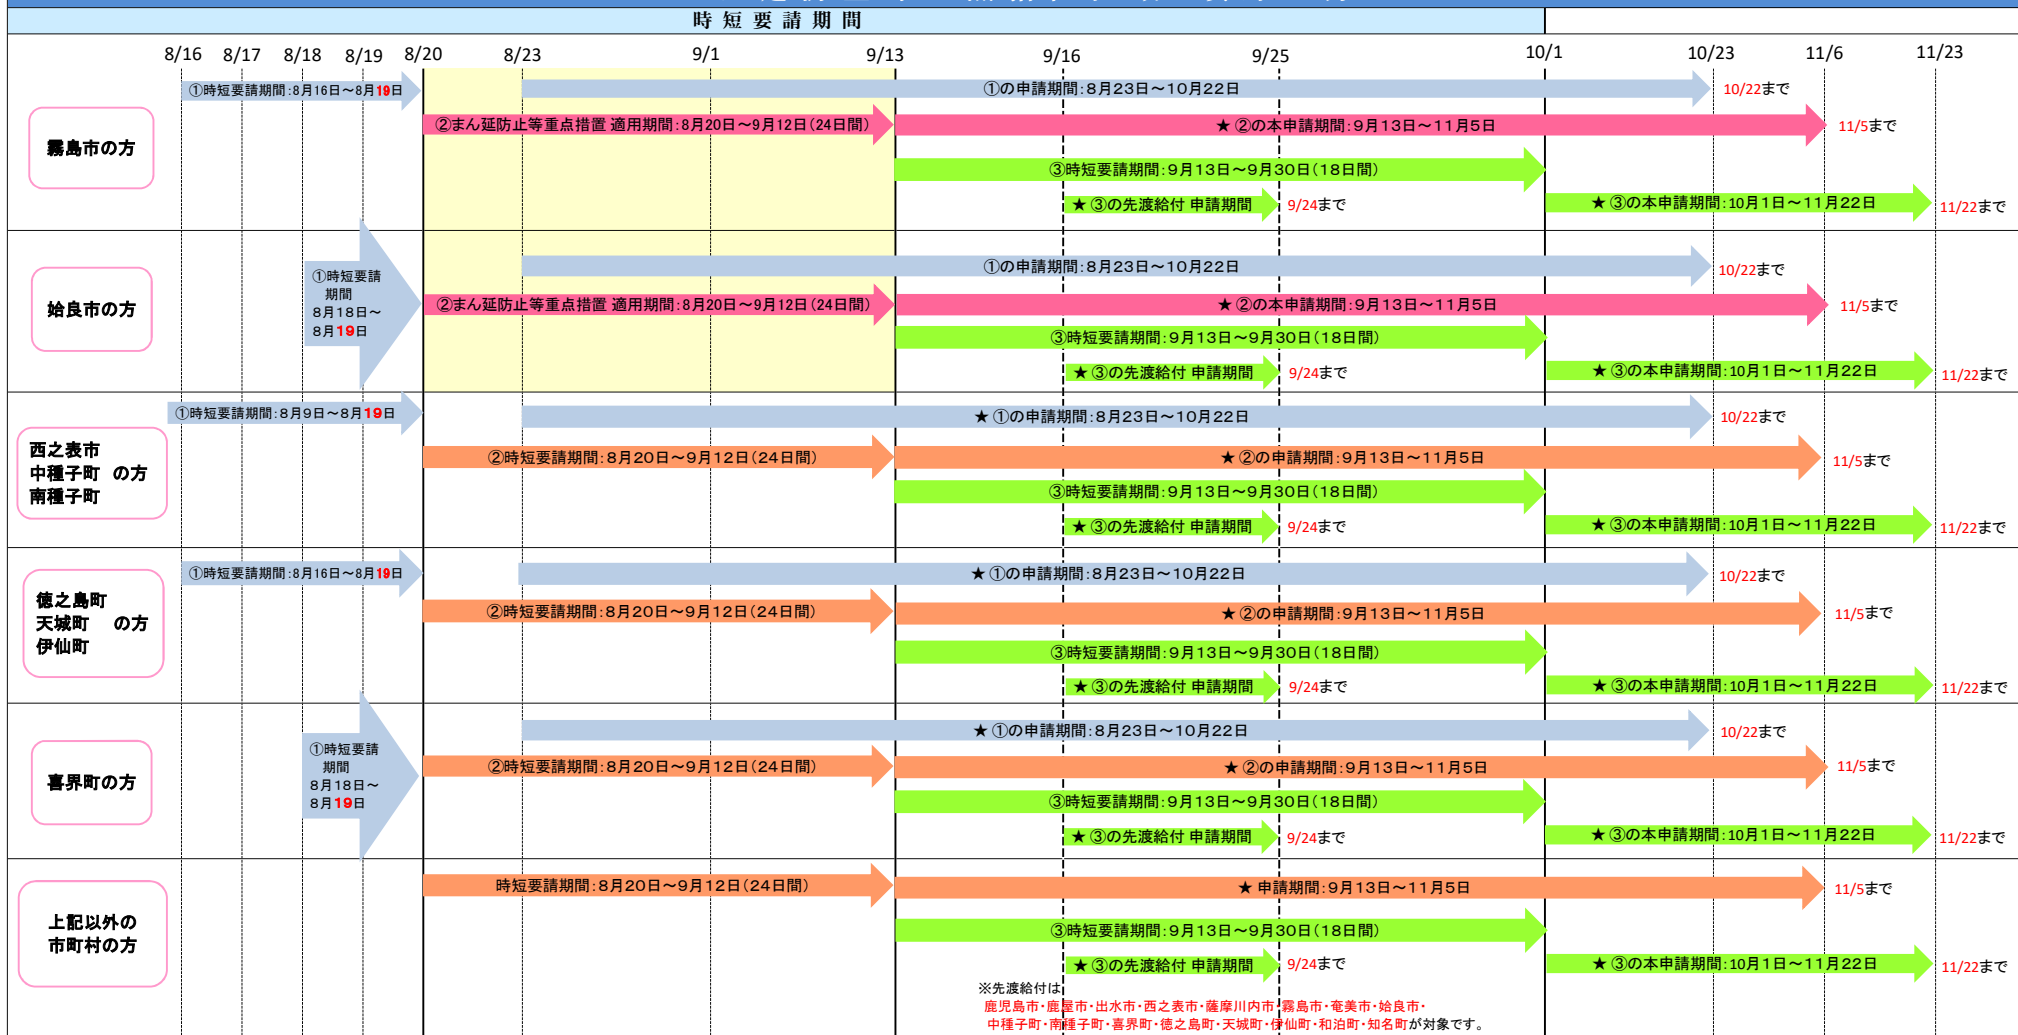 時短要請期間
8/16 8/17 8/18 8/19 8/20 8/23 9/1 9/13 9/16 9/25 10/1 10/23 11/6 11/23
霧島市の方
①時短要請期間：8月16日～8月19日
①の申請期間：8月23日～10月22日
10/22まで
②まん延防止等重点措置 適用期間：8月20日～9月12日（24日間）
★ ②の本申請期間：9月13日～11月5日
11/5まで
③時短要請期間：9月13日～9月30日（18日間）
★ ③の先渡給付 申請期間
9/24まで
★ ③の本申請期間：10月1日～11月22日
11/22まで
姶良市の方
①時短要請
期間
8月18日～
8月19日
①の申請期間：8月23日～10月22日
10/22まで
②まん延防止等重点措置 適用期間：8月20日～9月12日（24日間）
★ ②の本申請期間：9月13日～11月5日
11/5まで
③時短要請期間：9月13日～9月30日（18日間）
★ ③の先渡給付 申請期間
9/24まで
★ ③の本申請期間：10月1日～11月22日
11/22まで
西之表市
中種子町 の方
南種子町
①時短要請期間：8月9日～8月19日
★ ①の申請期間：8月23日～10月22日
10/22まで
②時短要請期間：8月20日～9月12日（24日間）
★ ②の申請期間：9月13日～11月5日
11/5まで
③時短要請期間：9月13日～9月30日（18日間）
★ ③の先渡給付 申請期間
9/24まで
★ ③の本申請期間：10月1日～11月22日
11/22まで
徳之島町
天城町 の方
伊仙町
①時短要請期間：8月16日～8月19日
★ ①の申請期間：8月23日～10月22日
10/22まで
②時短要請期間：8月20日～9月12日（24日間）
★ ②の申請期間：9月13日～11月5日
11/5まで
③時短要請期間：9月13日～9月30日（18日間）
★ ③の先渡給付 申請期間
9/24まで
★ ③の本申請期間：10月1日～11月22日
11/22まで
喜界町の方
①時短要請
期間
8月18日～
8月19日
★ ①の申請期間：8月23日～10月22日
10/22まで
②時短要請期間：8月20日～9月12日（24日間）
★ ②の申請期間：9月13日～11月5日
11/5まで
③時短要請期間：9月13日～9月30日（18日間）
★ ③の先渡給付 申請期間
9/24まで
★ ③の本申請期間：10月1日～11月22日
11/22まで
上記以外の
市町村の方
時短要請期間：8月20日～9月12日（24日間）
★ 申請期間：9月13日～11月5日
11/5まで
③時短要請期間：9月13日～9月30日（18日間）
★ ③の先渡給付 申請期間
9/24まで
★ ③の本申請期間：10月1日～11月22日
11/22まで
※先渡給付は
鹿児島市・鹿屋市・出水市・西之表市・薩摩川内市・霧島市・奄美市・姶良市・
中種子町・南種子町・喜界町・徳之島町・天城町・伊仙町・和泊町・知名町が対象です。